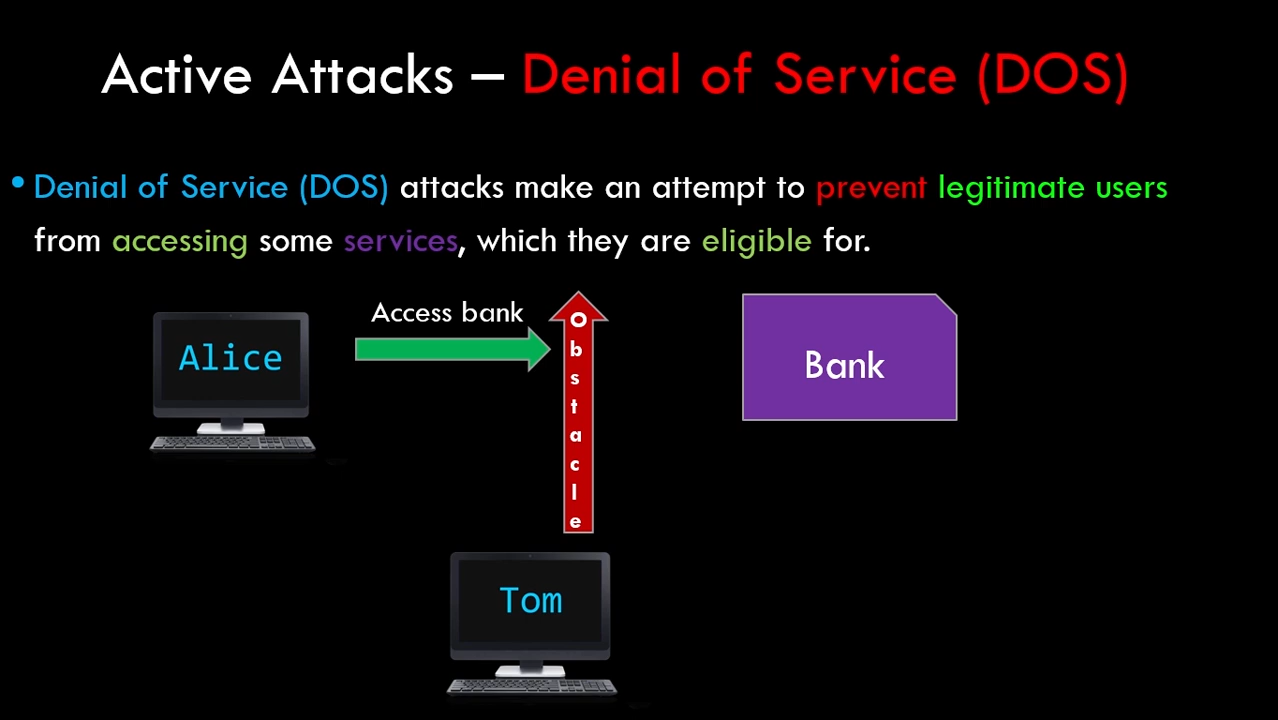 Active Attacks – Denial of Service (DOS)
• Denial of Service (DOS) attacks make an attempt to prevent legitimate users
from accessing some services, which they are eligible for.
Access bank
Alice
Obstacle
Bank
Tom